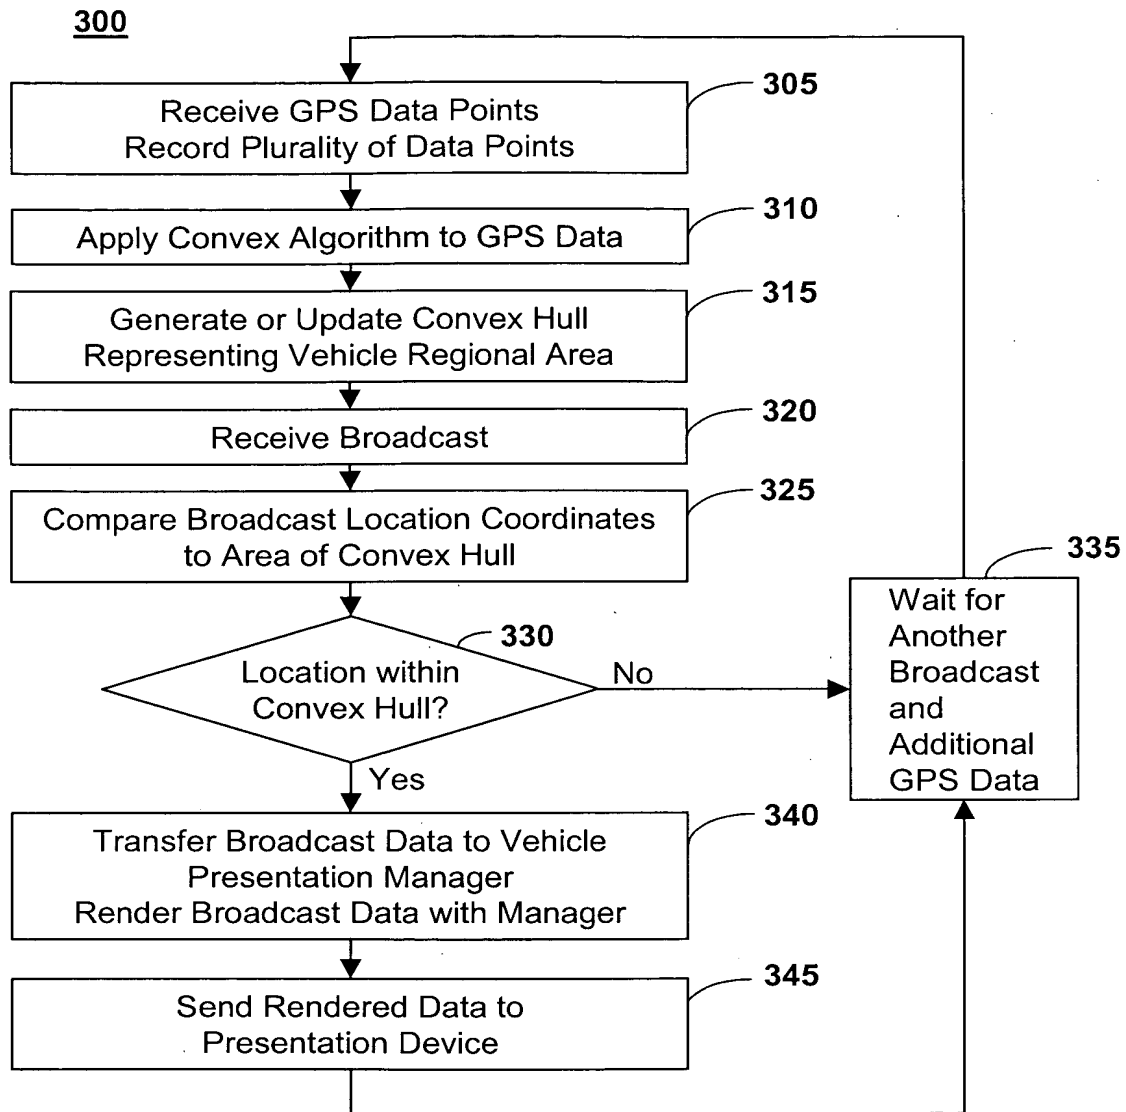 300
305
Receive GPS Data Points
Record Plurality of Data Points
310
Apply Convex Algorithm to GPS Data
315
Generate or Update Convex Hull
Representing Vehicle Regional Area
320
Receive Broadcast
325
Compare Broadcast Location Coordinates
to Area of Convex Hull
335
Wait for
Another
Broadcast
and
Additional
GPS Data
330
Location within
Convex Hull?
No
Yes
340
Transfer Broadcast Data to Vehicle
Presentation Manager
Render Broadcast Data with Manager
345
Send Rendered Data to
Presentation Device